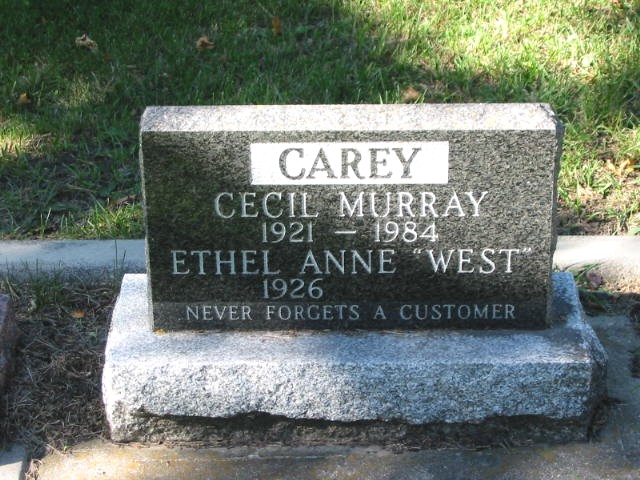 CAREY
CECIL MURRAY
1921 – 1984
ETHEL ANNE "WEST"
1926
NEVER FORGETS A CUSTOMER